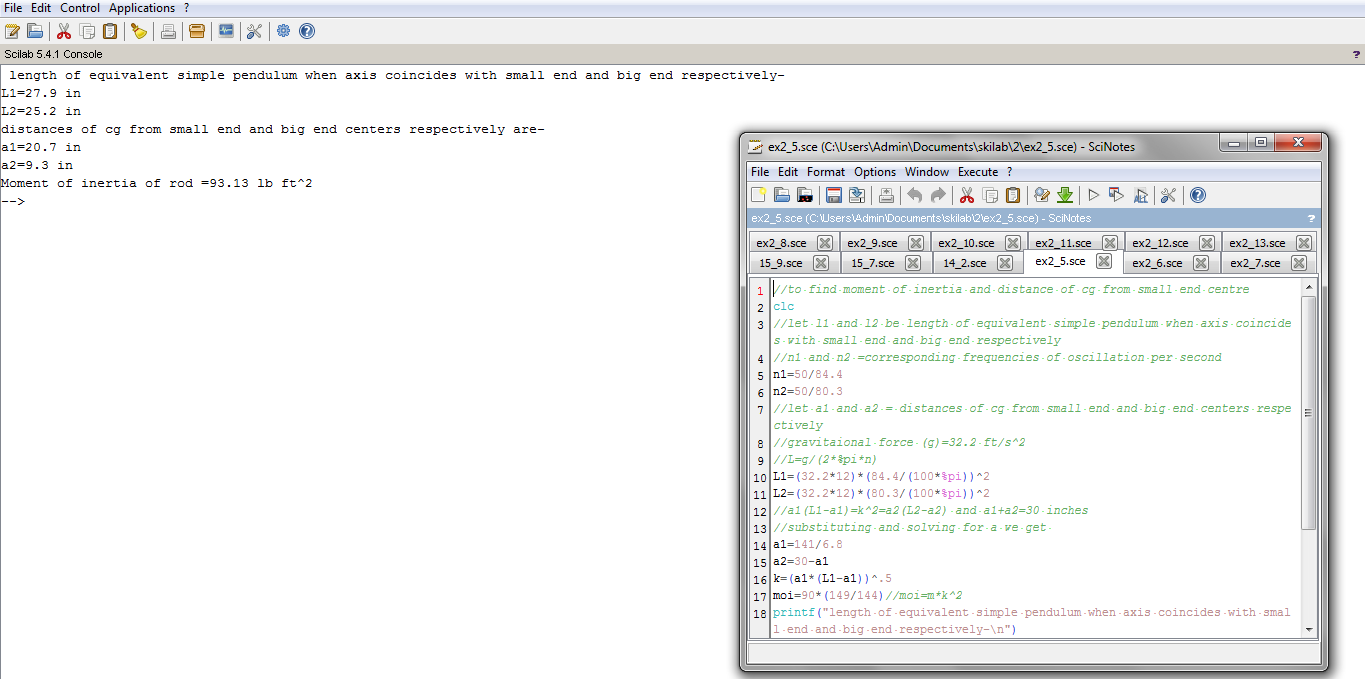 File Edit Control Applications ?
Scilab 5.4.1 Console
?
length of equivalent simple pendulum when axis coincides with small end and big end respectively-
L1=27.9 in
L2=25.2 in
distances of cg from small end and big end centers respectively are-
a1=20.7 in
a2=9.3 in
Moment of inertia of rod =93.13 lb ft^2
-->
ex2_5.sce (C:\Users\Admin\Documents\skilab\2\ex2_5.sce) - SciNotes
File Edit Format Options Window Execute ?
ex2_5.sce (C:\Users\Admin\Documents\skilab\2\ex2_5.sce) - SciNotes
?
ex2_8.sce ex2_9.sce ex2_10.sce ex2_11.sce ex2_12.sce ex2_13.sce
15_9.sce 15_7.sce 14_2.sce ex2_5.sce ex2_6.sce ex2_7.sce
1 //to find moment of inertia and distance of cg from small end centre
2 clc
3 //let l1 and l2 be length of equivalent simple pendulum when axis coincide
s with small end and big end respectively
4 //n1 and n2 =corresponding frequencies of oscillation per second
5 n1=50/84.4
6 n2=50/80.3
7 //let a1 and a2 = distances of cg from small end and big end centers respe
ctively
8 //gravitaional force (g)=32.2 ft/s^2
9 //L=g/(2*%pi*n)
10 L1=(32.2*12)*(84.4/(100*%pi))^2
11 L2=(32.2*12)*(80.3/(100*%pi))^2
12 //a1(L1-a1)=k^2=a2(L2-a2) and a1+a2=30 inches
13 //substituting and solving for a we get
14 a1=141/6.8
15 a2=30-a1
16 k=(a1*(L1-a1))^.5
17 moi=90*(149/144)//moi=m*k^2
18 printf("length of equivalent simple pendulum when axis coincides with smal
l end and big end respectively-\n")